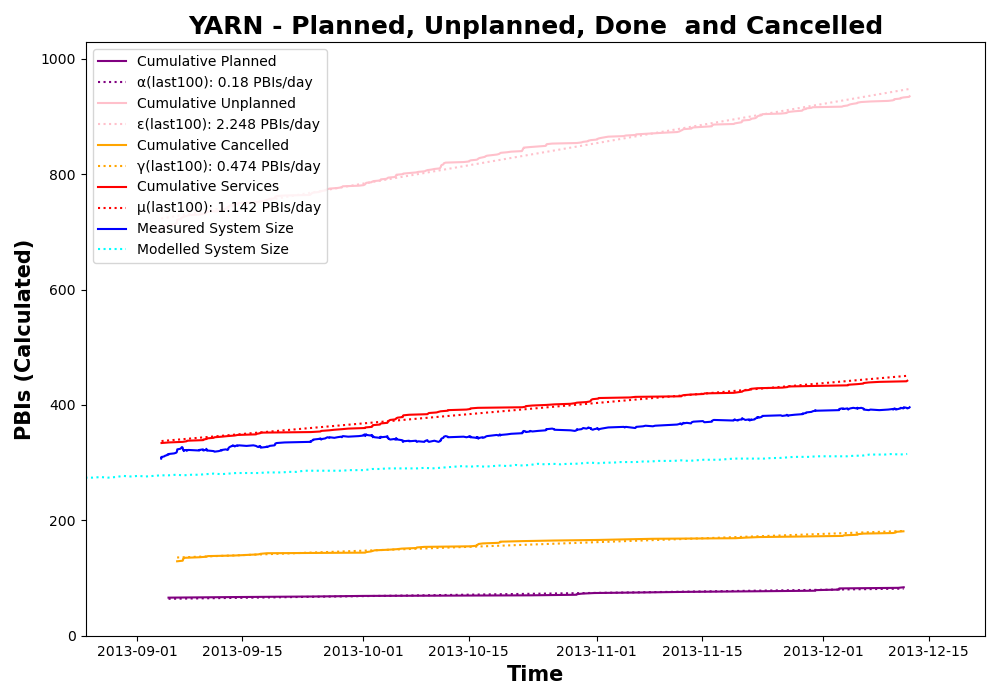 YARN - Planned, Unplanned, Done  and Cancelled
PBIs (Calculated)
1000
800
600
400
200
0
Cumulative Planned
α(last100): 0.18 PBIs/day
Cumulative Unplanned
ε(last100): 2.248 PBIs/day
Cumulative Cancelled
γ(last100): 0.474 PBIs/day
Cumulative Services
μ(last100): 1.142 PBIs/day
Measured System Size
Modelled System Size
2013-09-01 2013-09-15 2013-10-01 2013-10-15 2013-11-01 2013-11-15 2013-12-01 2013-12-15
Time